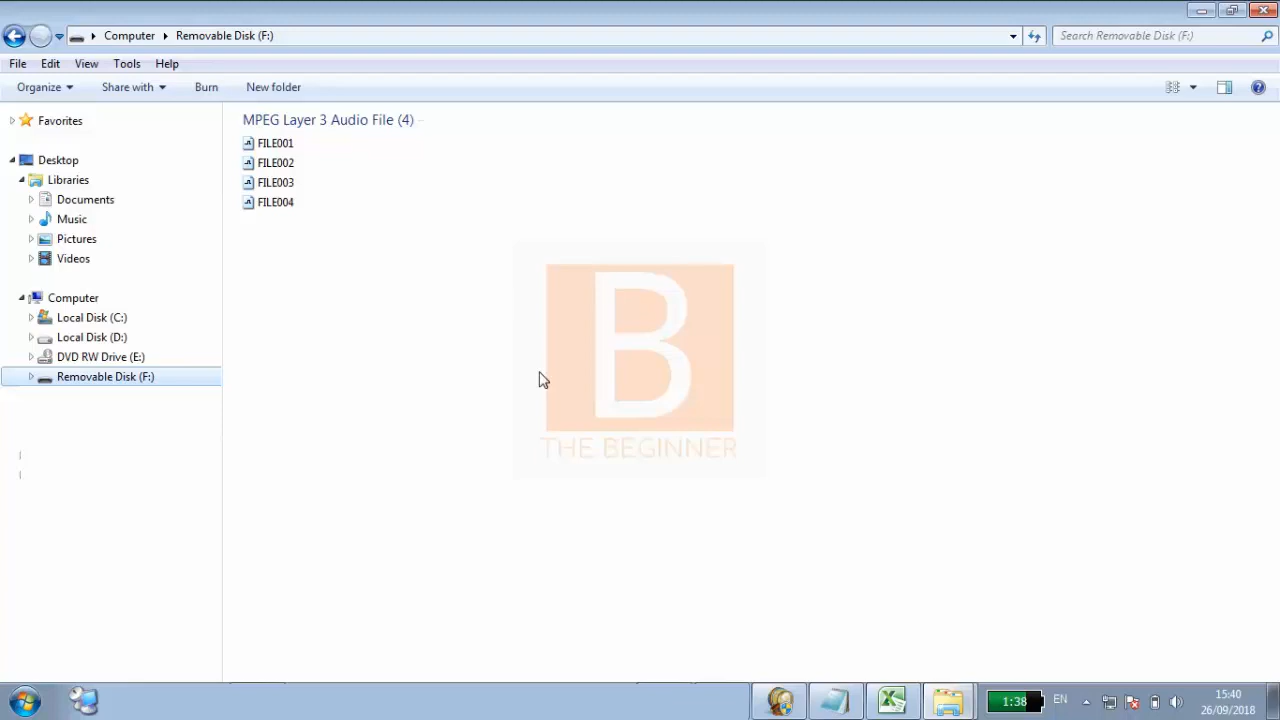 Computer Removable Disk (F:)
Search Removable Disk (F:)
File Edit View Tools Help
Organize Share with Burn New folder
Favorites
Desktop
Libraries
Documents
Music
Pictures
Videos
Computer
Local Disk (C:)
Local Disk (D:)
DVD RW Drive (E:)
Removable Disk (F:)
MPEG Layer 3 Audio File (4)
FILE001
FILE002
FILE003
FILE004
B
THE BEGINNER
1:38
EN
15:40
26/09/2018